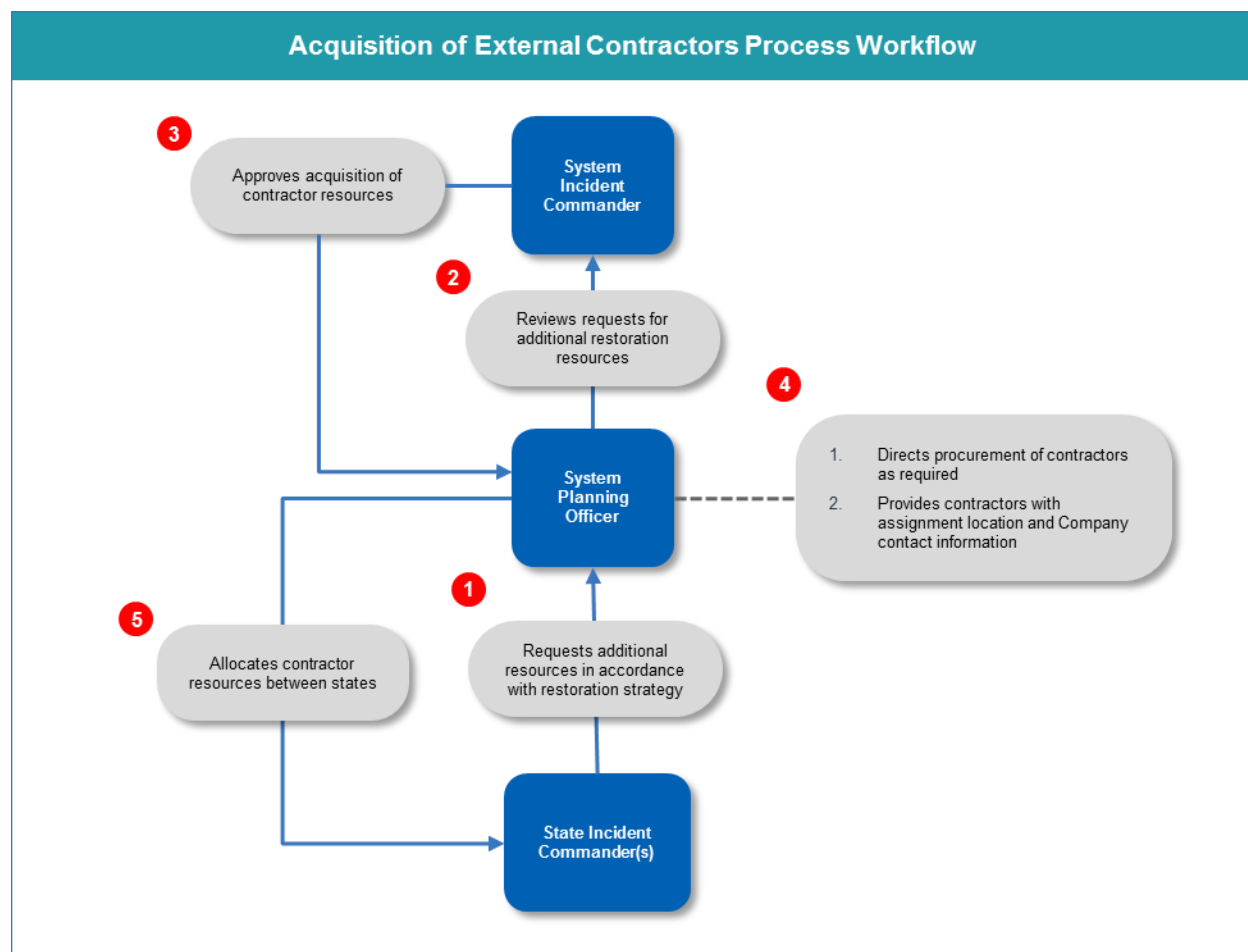 Acquisition of External Contractors Process Workflow
3
Approves acquisition of
contractor resources
System
Incident
Commander
2
Reviews requests for
additional restoration
resources
4
1. Directs procurement of contractors
as required
2. Provides contractors with
assignment location and Company
contact information
System
Planning
Officer
1
Requests additional
resources in accordance
with restoration strategy
5
Allocates contractor
resources between states
State Incident
Commander(s)